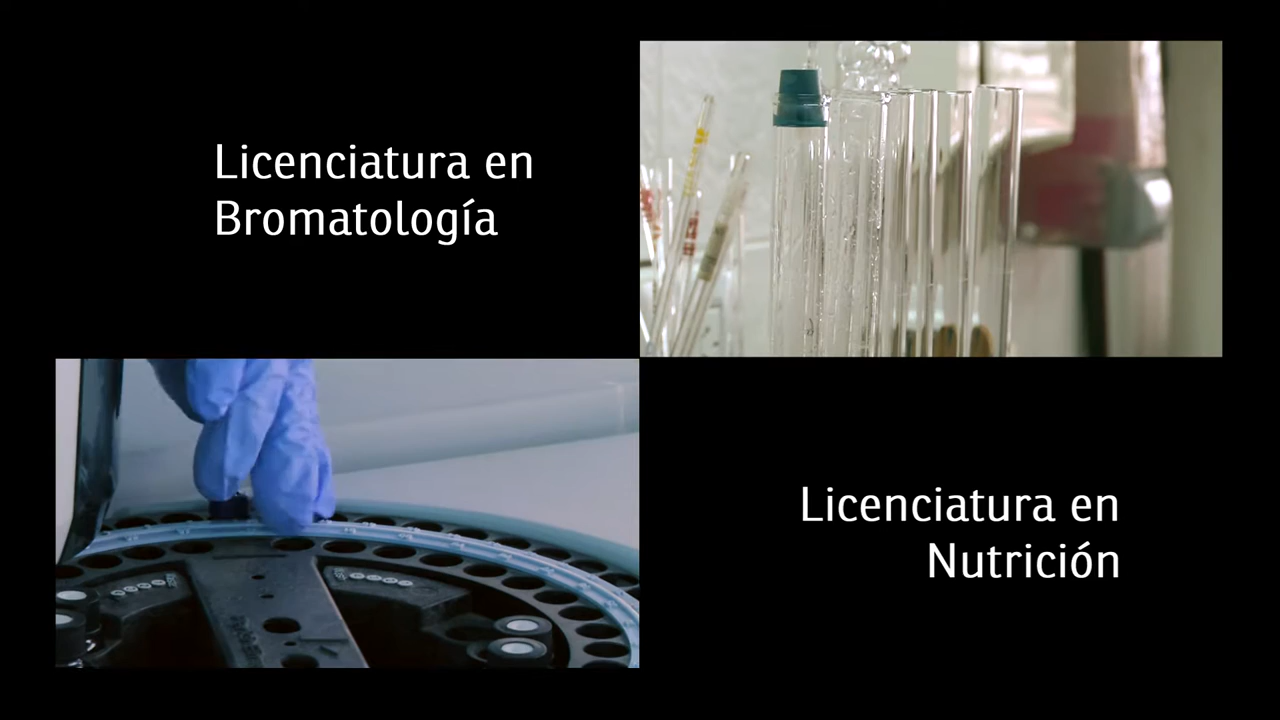 Licenciatura en
Bromatología
Licenciatura en
Nutrición